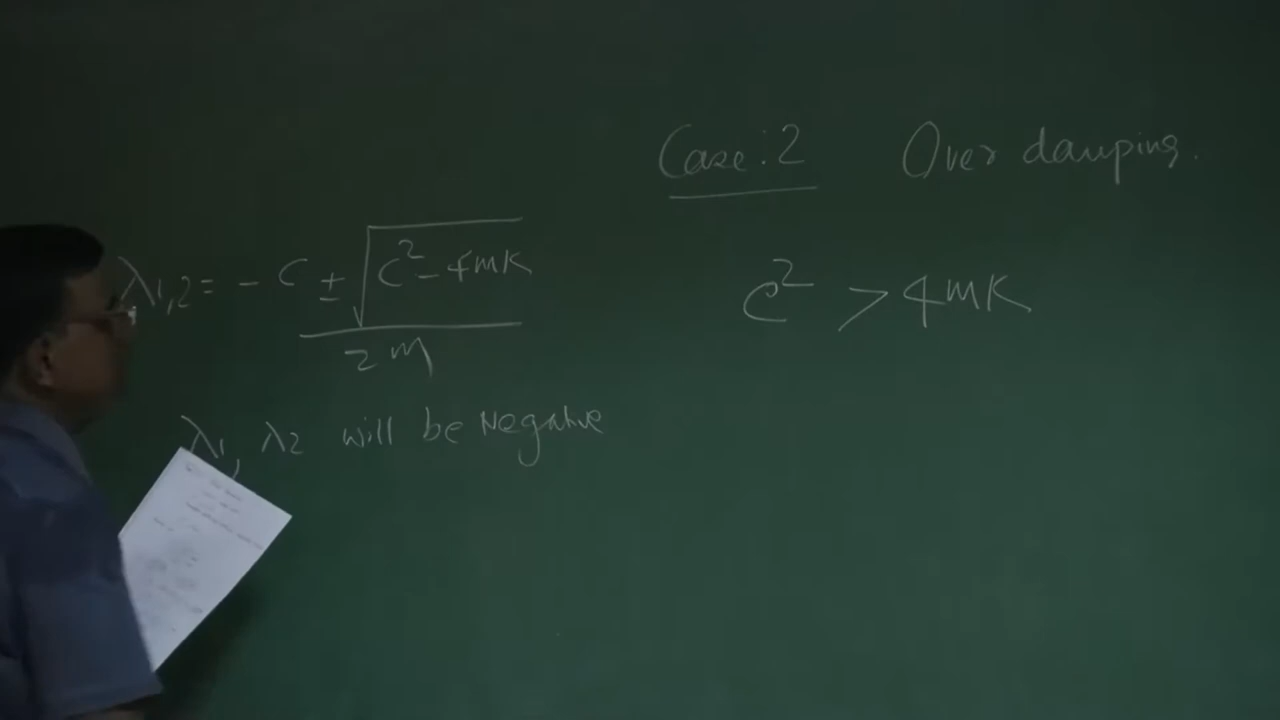 Case:2 Over damping.
λ1,2 = - C ± √C² - 4mK
2m
C² > 4mK
λ1, λ2 will be Negative